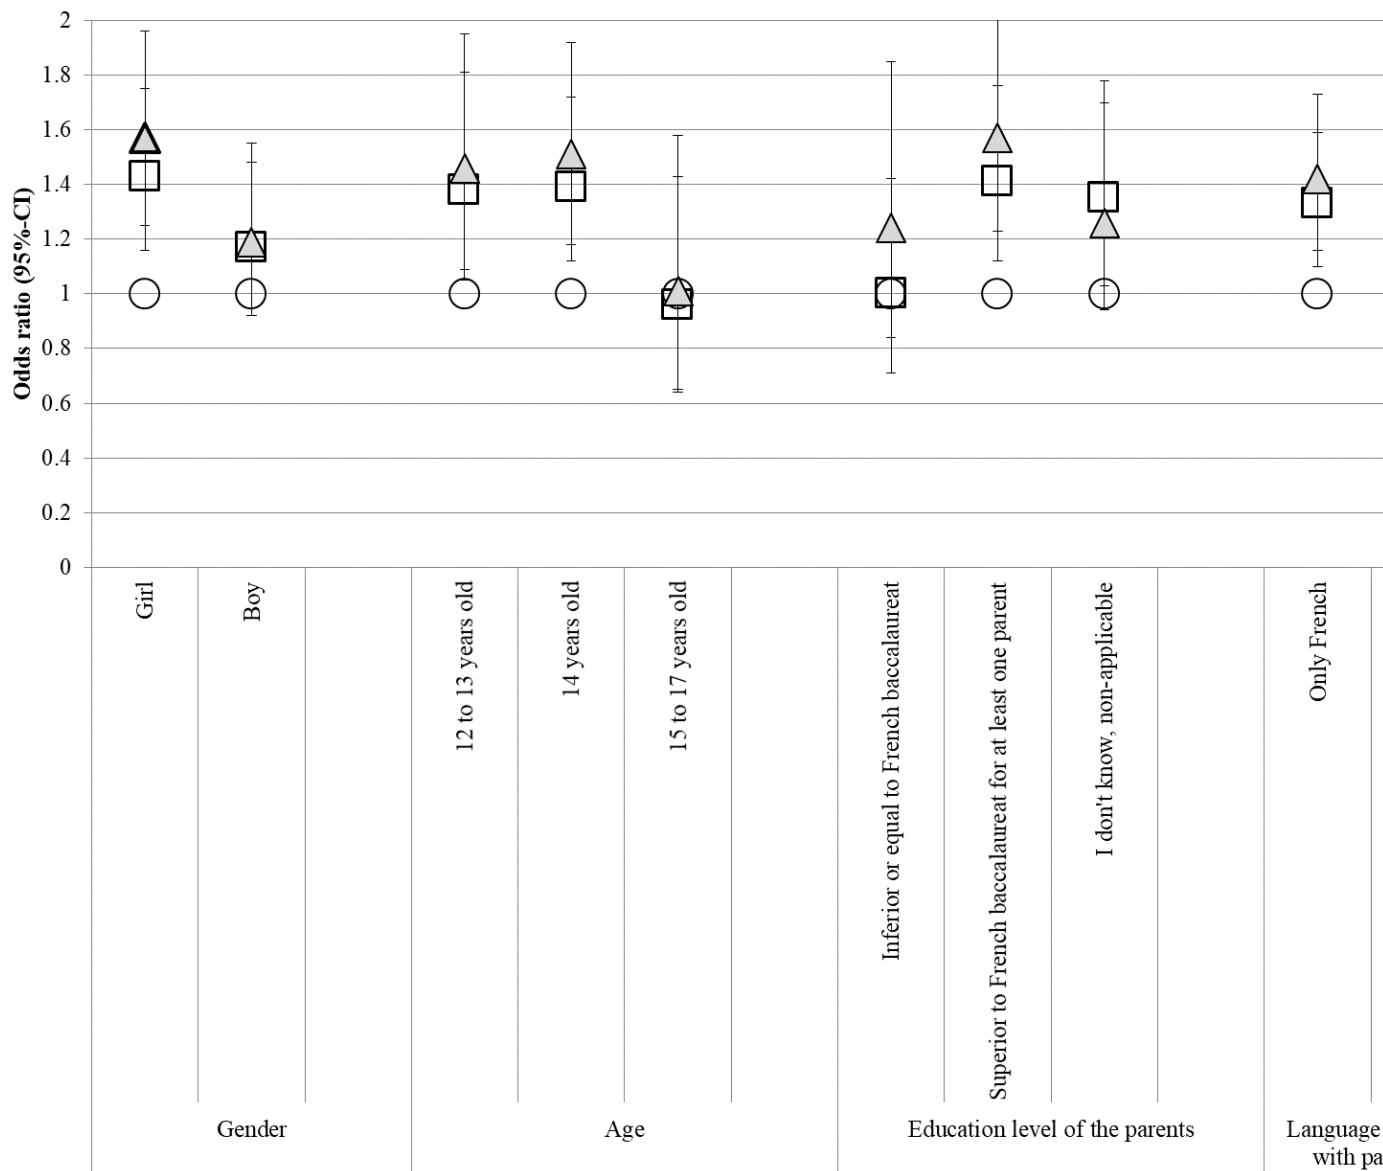 Odds ratio (95%-CI)
2
1.8
1.6
1.4
1.2
1
0.8
0.6
0.4
0.2
0
Girl
Boy
12 to 13 years old
14 years old
15 to 17 years old
Inferior or equal to French baccalaureat
Superior to French baccalaureat for at least one parent
I don't know, non-applicable
Only French
Gender
Age
Education level of the parents
Language
with pa